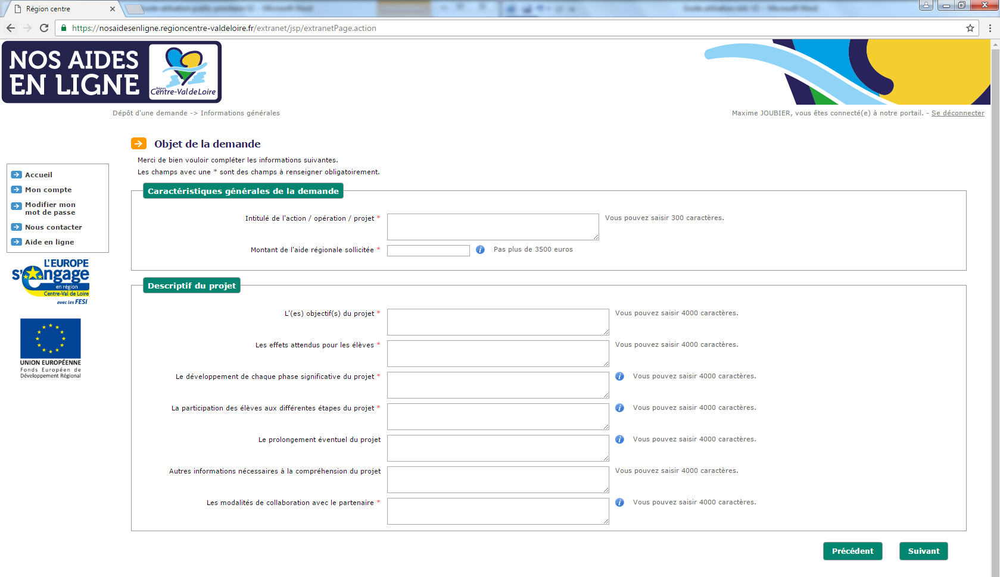 Région centre
https://nosaidesenligne.regioncentre-valdeloire.fr/extranet/jsp/extranetPage.action
NOS AIDES
EN LIGNE
Région
Centre-Val de Loire
Dépôt d'une demande -> Informations générales
Maxime JOUBIER, vous êtes connecté(e) à notre portail. - Se déconnecter
Objet de la demande
Merci de bien vouloir compléter les informations suivantes.
Les champs avec une * sont des champs à renseigner obligatoirement.
Accueil
Mon compte
Modifier mon
mot de passe
Nous contacter
Aide en ligne
L'EUROPE
s'engage
en région
Centre-Val de Loire
avec les FESI
UNION EUROPÉENNE
Fonds Européen de
Développement Régional
Caractéristiques générales de la demande
Intitulé de l'action / opération / projet * Vous pouvez saisir 300 caractères.
Montant de l'aide régionale sollicitée * Pas plus de 3500 euros
Descriptif du projet
L'(es) objectif(s) du projet * Vous pouvez saisir 4000 caractères.
Les effets attendus pour les élèves * Vous pouvez saisir 4000 caractères.
Le développement de chaque phase significative du projet * Vous pouvez saisir 4000 caractères.
La participation des élèves aux différentes étapes du projet * Vous pouvez saisir 4000 caractères.
Le prolongement éventuel du projet Vous pouvez saisir 4000 caractères.
Autres informations nécessaires à la compréhension du projet Vous pouvez saisir 4000 caractères.
Les modalités de collaboration avec le partenaire * Vous pouvez saisir 4000 caractères.
Précédent Suivant